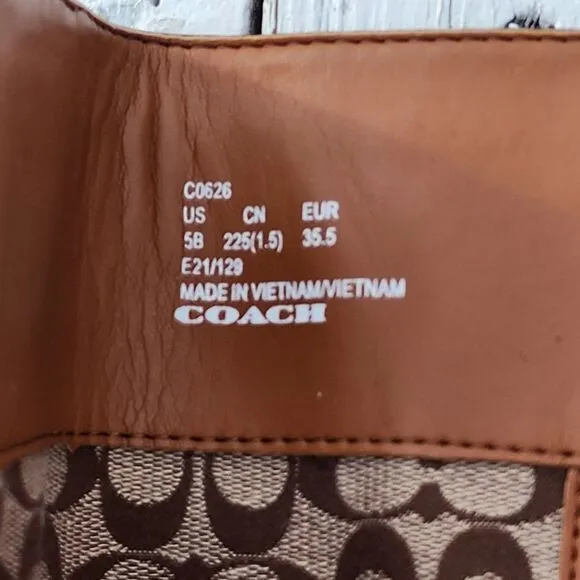 C0626
US CN EUR
5B 225(1.5) 35.5
E21/129
MADE IN VIETNAM/VIETNAM
COACH